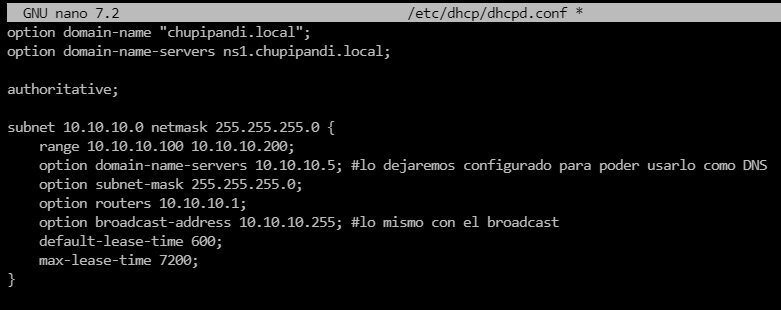 GNU nano 7.2 /etc/dhcp/dhcpd.conf *
option domain-name "chupipandi.local";
option domain-name-servers ns1.chupipandi.local;
authoritative;
subnet 10.10.10.0 netmask 255.255.255.0 {
range 10.10.10.100 10.10.10.200;
option domain-name-servers 10.10.10.5; #lo dejaremos configurado para poder usarlo como DNS
option subnet-mask 255.255.255.0;
option routers 10.10.10.1;
option broadcast-address 10.10.10.255; #lo mismo con el broadcast
default-lease-time 600;
max-lease-time 7200;
}